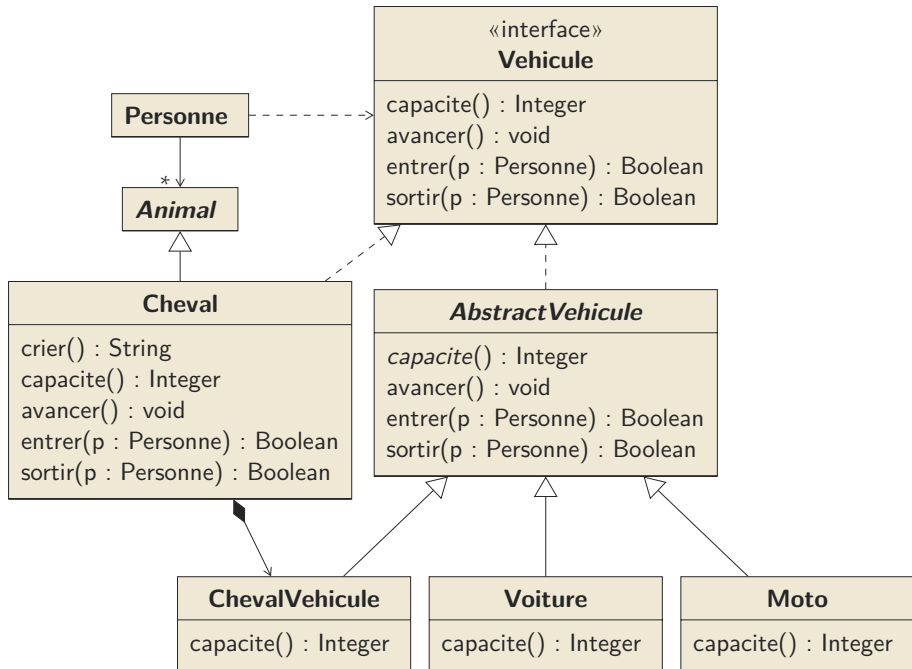 «interface»
Vehicule
capacite() : Integer
avancer() : void
entrer(p : Personne) : Boolean
sortir(p : Personne) : Boolean
Personne
*
Animal
Cheval
crier() : String
capacite() : Integer
avancer() : void
entrer(p : Personne) : Boolean
sortir(p : Personne) : Boolean
AbstractVehicule
capacite() : Integer
avancer() : void
entrer(p : Personne) : Boolean
sortir(p : Personne) : Boolean
ChevalVehicule
capacite() : Integer
Voiture
capacite() : Integer
Moto
capacite() : Integer